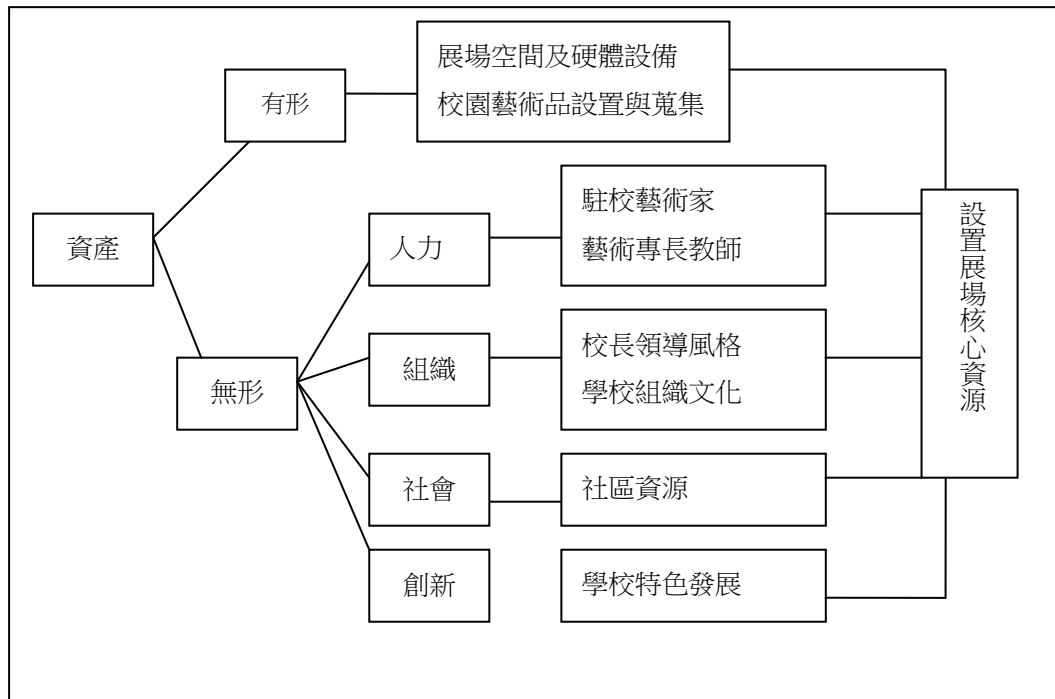 展場空間及硬體設備
校園藝術品設置與蒐集
有形
資產
無形
人力
駐校藝術家
藝術專長教師
組織
校長領導風格
學校組織文化
社會
社區資源
創新
學校特色發展
設置展場核心資源